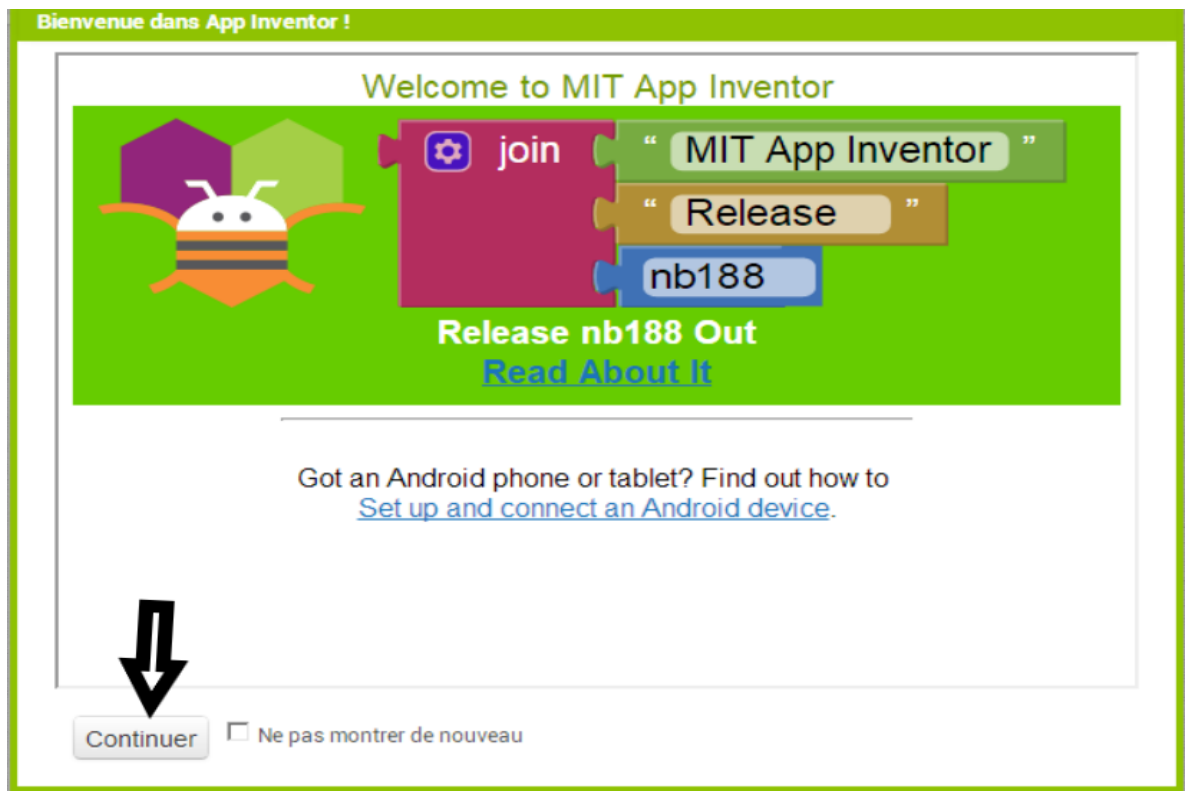 Bienvenue dans App Inventor !
Welcome to MIT App Inventor
join “ MIT App Inventor ”
“ Release ”
nb188
Release nb188 Out
Read About It
Got an Android phone or tablet? Find out how to
Set up and connect an Android device.
Continuer Ne pas montrer de nouveau